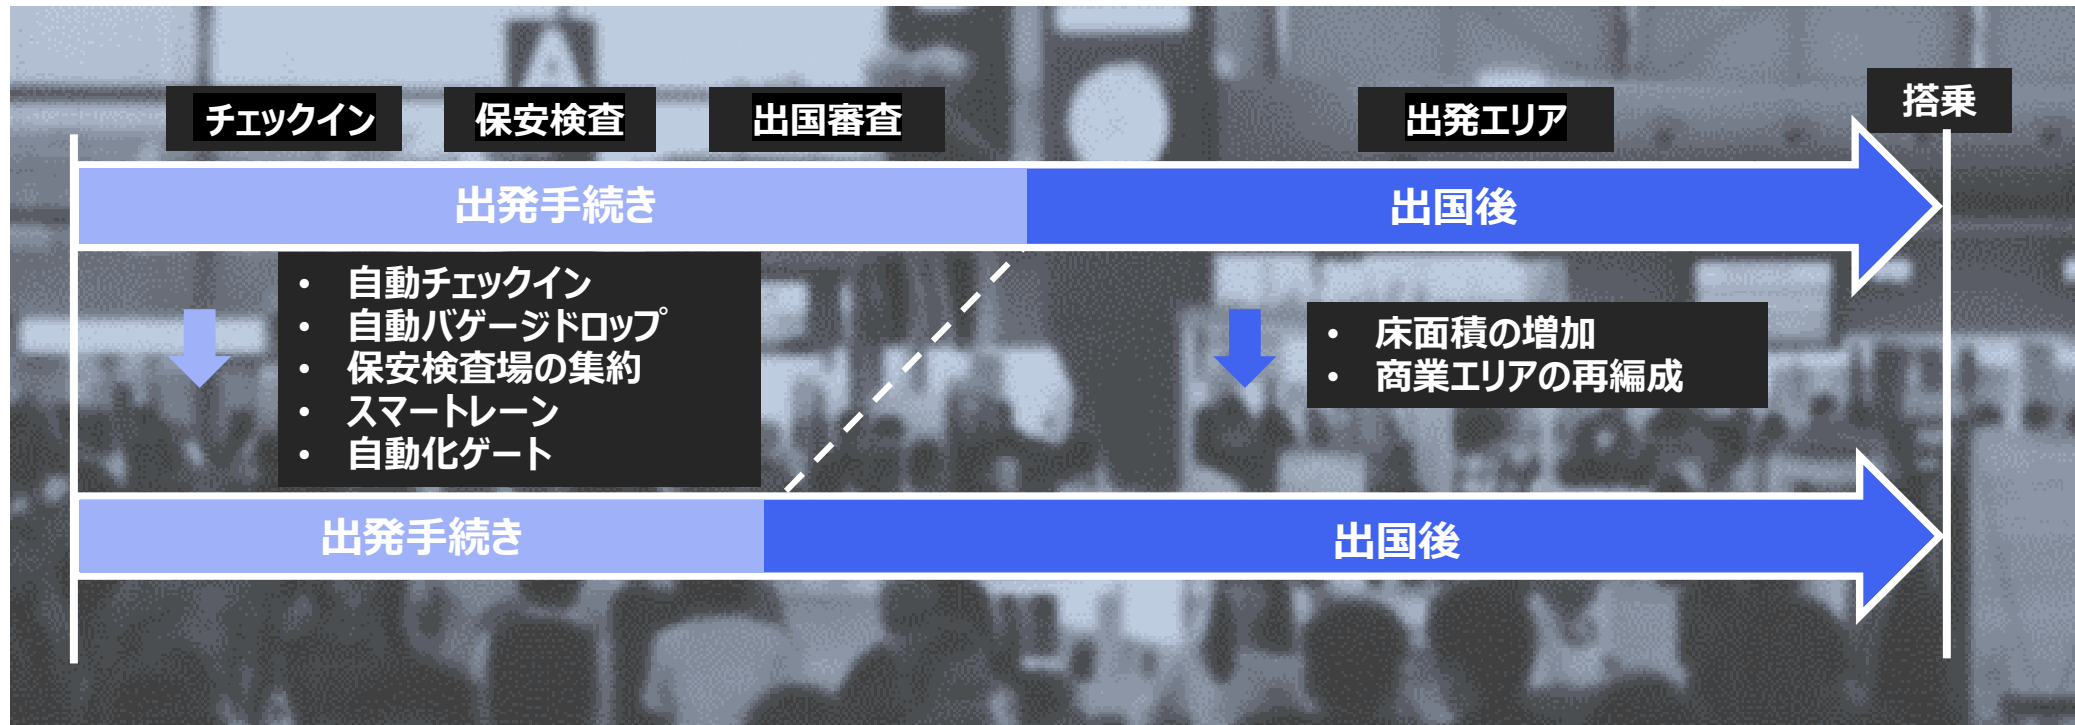 チェックイン
保安検査
出国審査
出発エリア
搭乗
出発手続き
出国後
• 自動チェックイン
• 自動バゲージドロップ
• 保安検査場の集約
• スマートレーン
• 自動化ゲート
• 床面積の増加
• 商業エリアの再編成
出発手続き
出国後